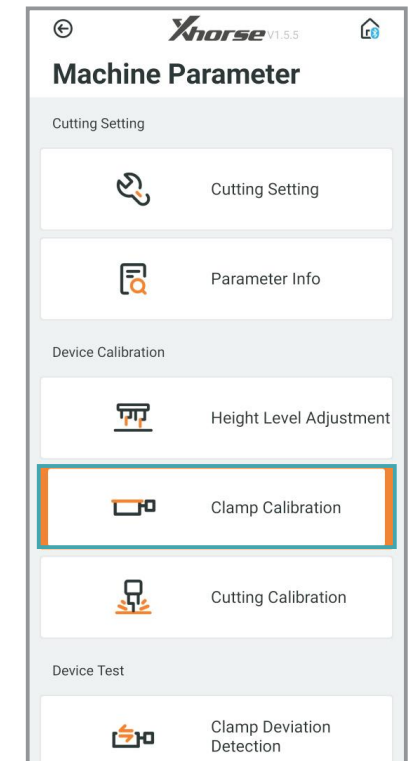 Xhorse V1.5.5
Machine Parameter
Cutting Setting
Cutting Setting
Parameter Info
Device Calibration
Height Level Adjustment
Clamp Calibration
Cutting Calibration
Device Test
Clamp Deviation
Detection